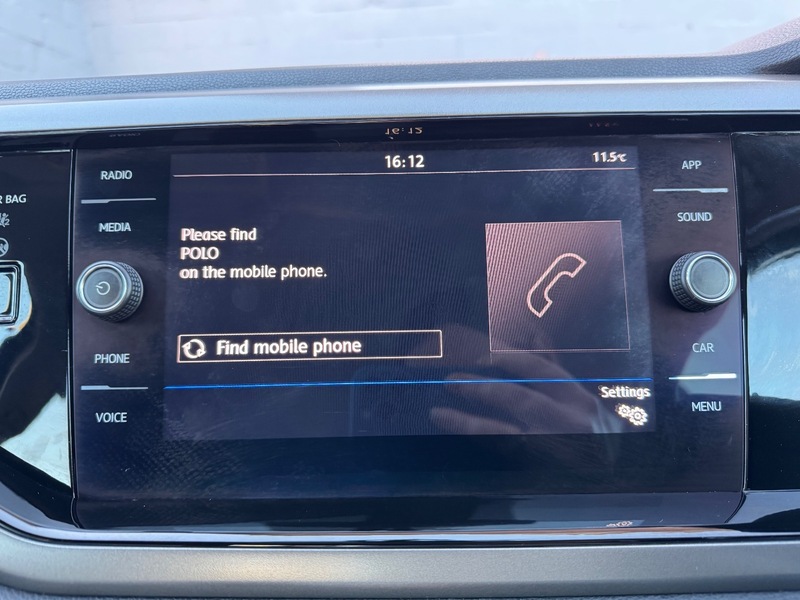 16:12
11.5°C
RADIO
APP
R BAG
MEDIA
SOUND
Please find
POLO
on the mobile phone.
Find mobile phone
PHONE
CAR
Settings
VOICE
MENU